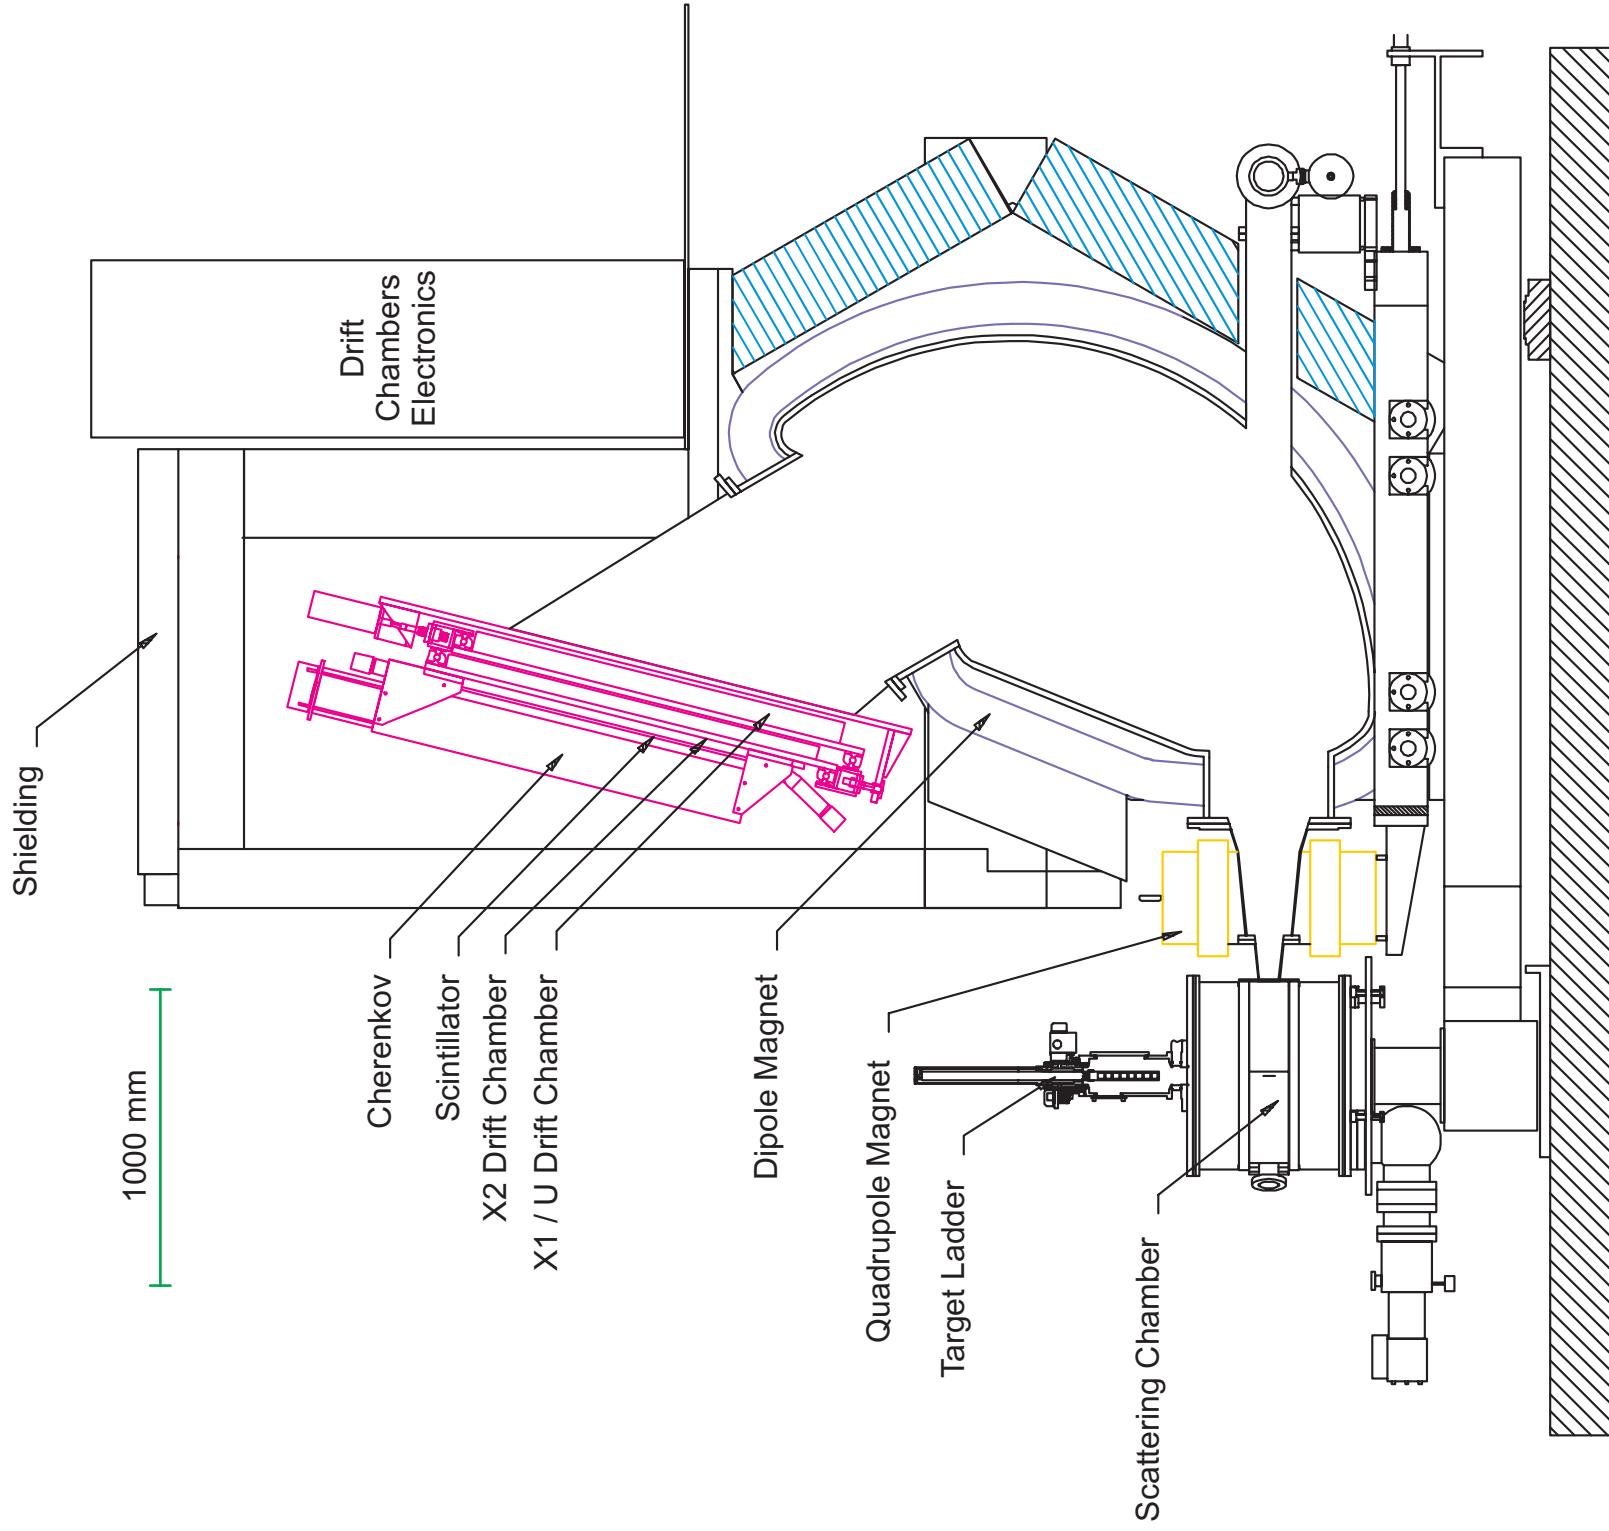 Shielding
1000 mm
Drift
Chambers
Electronics
Cherenkov
Scintillator
X2 Drift Chamber
X1 / U Drift Chamber
Dipole Magnet
Quadrupole Magnet
Target Ladder
Scattering Chamber